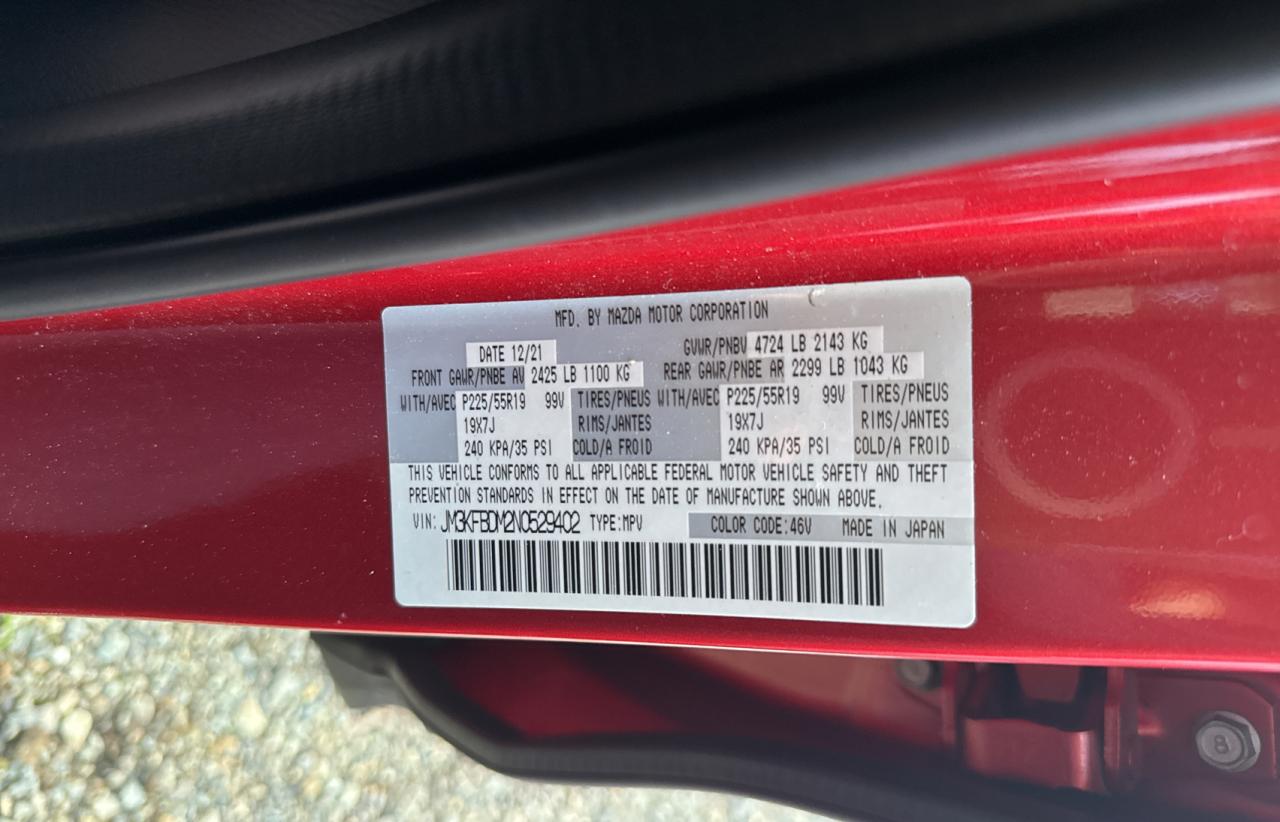 MFD. BY MAZDA MOTOR CORPORATION
DATE 12/21 GVWR/PNBV 4724 LB 2143 KG
FRONT GAWR/PNBE AV 2425 LB 1100 KG REAR GAWR/PNBE AR 2299 LB 1043 KG
WITH/AVEC P225/55R19 99V TIRES/PNEUS WITH/AVEC P225/55R19 99V TIRES/PNEUS
19X7J RIMS/JANTES 19X7J RIMS/JANTES
240 KPA/35 PSI COLD/A FROID 240 KPA/35 PSI COLD/A FROID
THIS VEHICLE CONFORMS TO ALL APPLICABLE FEDERAL MOTOR VEHICLE SAFETY AND THEFT
PREVENTION STANDARDS IN EFFECT ON THE DATE OF MANUFACTURE SHOWN ABOVE.
VIN: JM3KFBDM2N0529402 TYPE:MPV COLOR CODE:46V MADE IN JAPAN
8